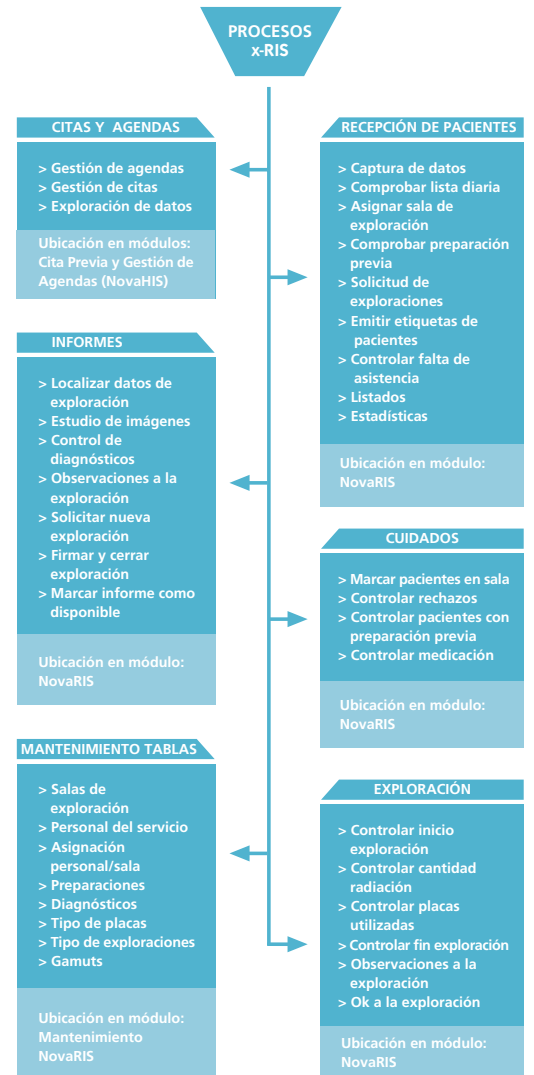 PROCESOS
x-RIS
CITAS Y AGENDAS
> Gestión de agendas
> Gestión de citas
> Exploración de datos
Ubicación en módulos:
Cita Previa y Gestión de
Agendas (NovaHIS)
RECEPCIÓN DE PACIENTES
> Captura de datos
> Comprobar lista diaria
> Asignar sala de
exploración
> Comprobar preparación
previa
> Solicitud de
exploraciones
> Emitir etiquetas de
pacientes
> Controlar falta de
asistencia
> Listados
> Estadísticas
Ubicación en módulo:
NovaRIS
INFORMES
> Localizar datos de
exploración
> Estudio de imágenes
> Control de
diagnósticos
> Observaciones a la
exploración
> Solicitar nueva
exploración
> Firmar y cerrar
exploración
> Marcar informe como
disponible
Ubicación en módulo:
NovaRIS
CUIDADOS
> Marcar pacientes en sala
> Controlar rechazos
> Controlar pacientes con
preparación previa
> Controlar medicación
Ubicación en módulo:
NovaRIS
MANTENIMIENTO TABLAS
> Salas de
exploración
> Personal del servicio
> Asignación
personal/sala
> Preparaciones
> Diagnósticos
> Tipo de placas
> Tipo de exploraciones
> Gamuts
Ubicación en módulo:
Mantenimiento
NovaRIS
EXPLORACIÓN
> Controlar inicio
exploración
> Controlar cantidad
radiación
> Controlar placas
utilizadas
> Controlar fin exploración
> Observaciones a la
exploración
> Ok a la exploración
Ubicación en módulo:
NovaRIS